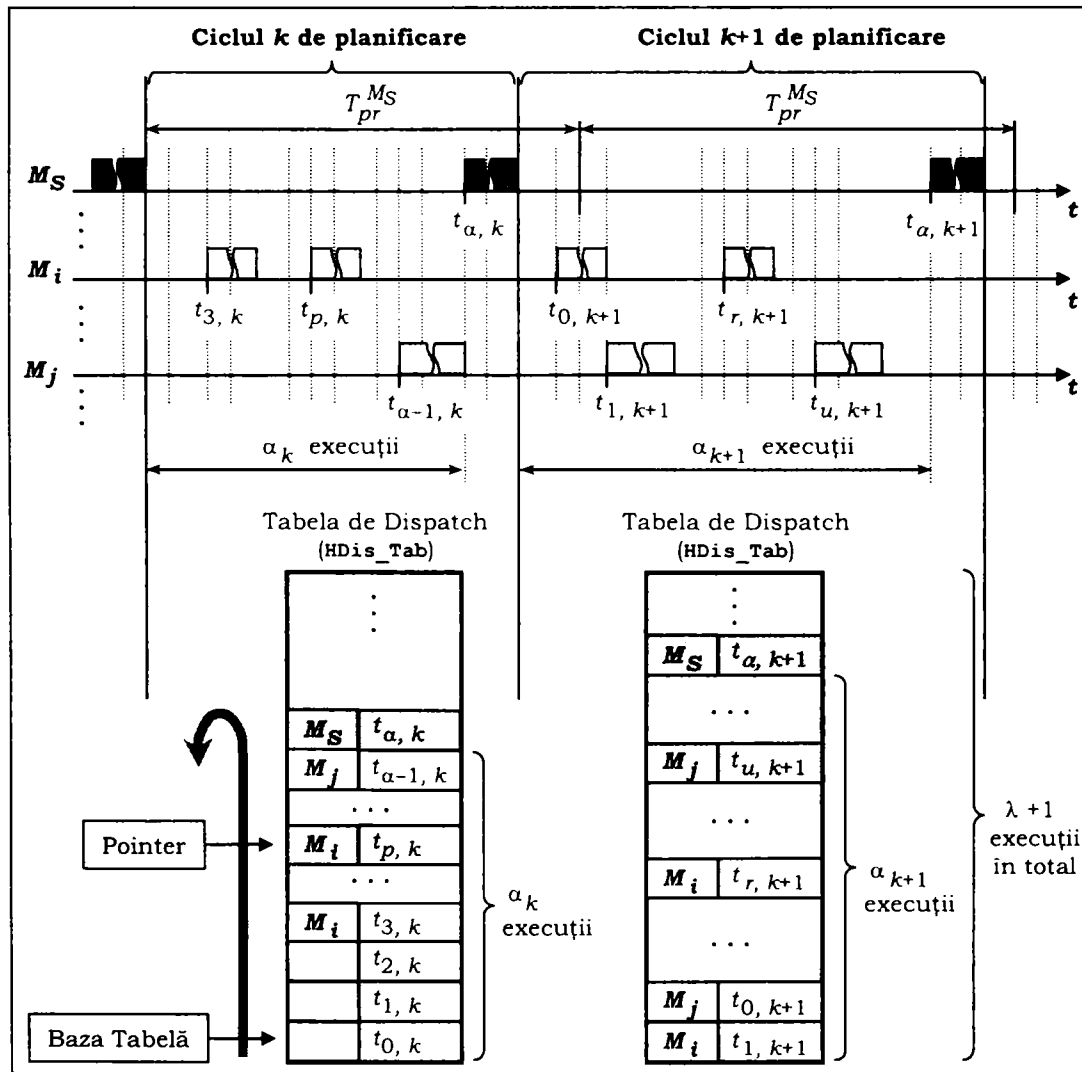 Ciclul k de planificare Ciclul k+1 de planificare
T_pr^M_S T_pr^M_S
M_S t
t_α, k t_α, k+1
M_i t
t_3, k t_p, k t_0, k+1 t_r, k+1
M_j t
t_α-1, k t_1, k+1 t_u, k+1
α_k execuții α_k+1 execuții
Tabela de Dispatch
(HDis_Tab)
M_S t_α, k
M_j t_α-1, k
. . .
M_i t_p, k
. . .
M_i t_3, k
t_2, k
t_1, k
t_0, k
Pointer
Baza Tabelă
α_k
execuții
Tabela de Dispatch
(HDis_Tab)
M_S t_α, k+1
. . .
M_j t_u, k+1
. . .
M_i t_r, k+1
. . .
M_j t_0, k+1
M_i t_1, k+1
α_k+1
execuții
λ +1
execuții
în total